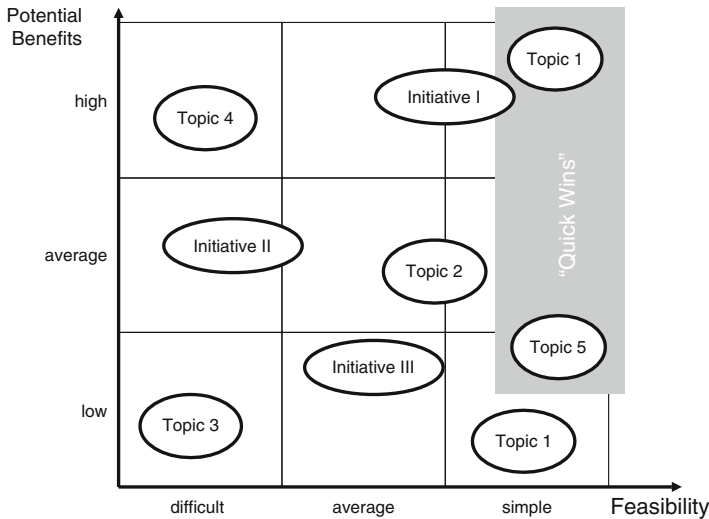 Potential
Benefits
Topic 1
high
Initiative I
Topic 4
"Quick Wins"
Initiative II
average
Topic 2
Topic 5
Initiative III
low
Topic 3
Topic 1
difficult
average
simple
Feasibility